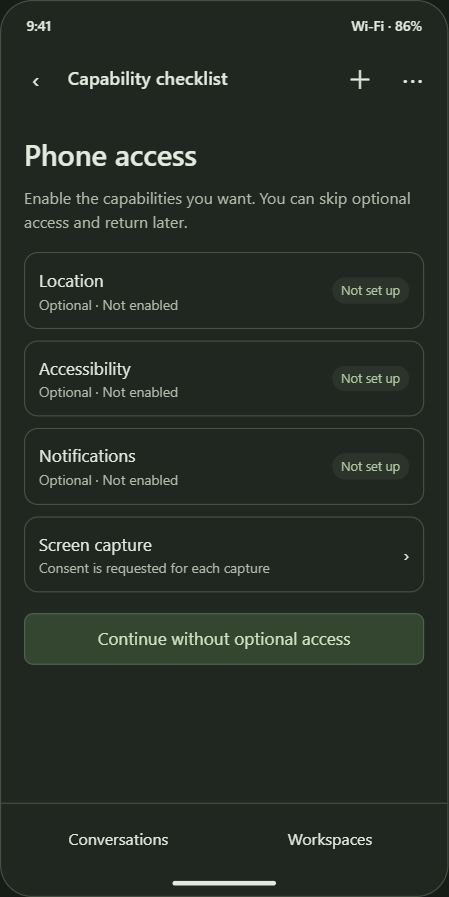 9:41
Wi-Fi · 86%
‹ Capability checklist + ...
Phone access
Enable the capabilities you want. You can skip optional
access and return later.
Location
Optional · Not enabled
Not set up
Accessibility
Optional · Not enabled
Not set up
Notifications
Optional · Not enabled
Not set up
Screen capture
Consent is requested for each capture
›
Continue without optional access
Conversations
Workspaces